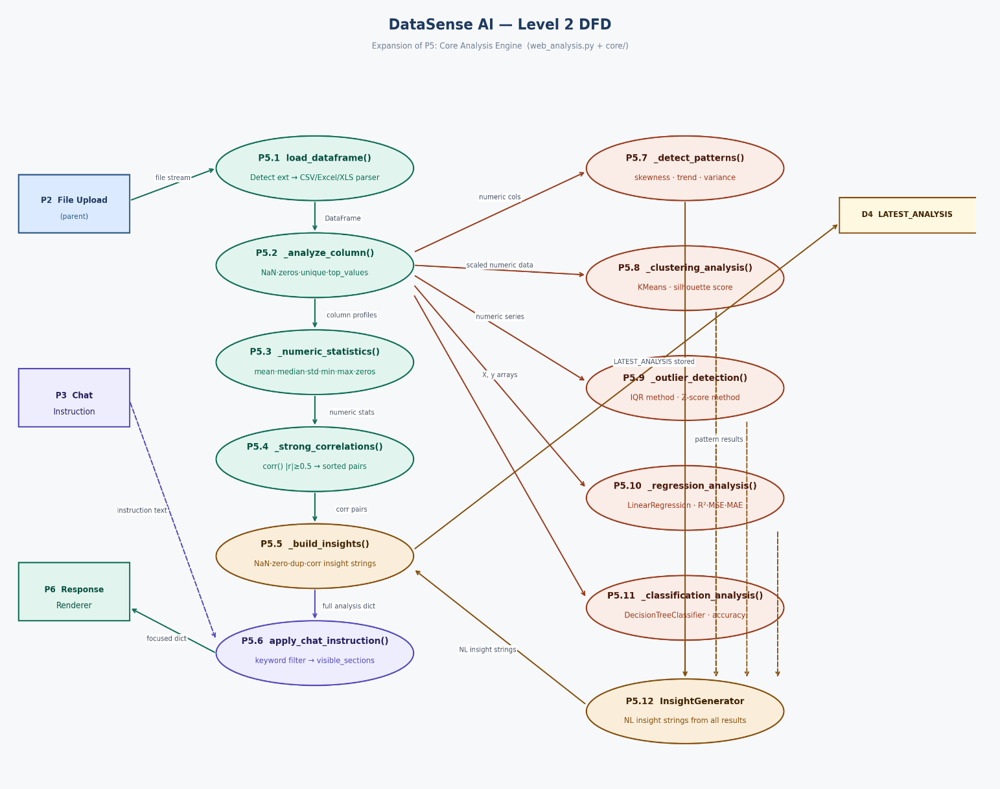 DataSense AI — Level 2 DFD
Expansion of P5: Core Analysis Engine (web_analysis.py + core/)
P2 File Upload
(parent)
file stream
P5.1 load_dataframe()
Detect ext → CSV/Excel/XLS parser
DataFrame
P5.2 _analyze_column()
NaN·zeros·unique·top_values
column profiles
P5.3 _numeric_statistics()
mean·median·std·min·max·zeros
numeric stats
P5.4 _strong_correlations()
corr() |r|≥0.5 → sorted pairs
corr pairs
P5.5 _build_insights()
NaN·zero·dup·corr insight strings
full analysis dict
P5.6 apply_chat_instruction()
keyword filter → visible_sections
P3 Chat
Instruction
instruction text
P6 Response
Renderer
focused dict
numeric cols
scaled numeric data
numeric series
X, y arrays
NL insight strings
P5.7 _detect_patterns()
skewness · trend · variance
P5.8 _clustering_analysis()
KMeans · silhouette score
LATEST_ANALYSIS stored
P5.9 _outlier_detection()
IQR method · Z-score method
pattern results
P5.10 _regression_analysis()
LinearRegression · R²·MSE·MAE
P5.11 _classification_analysis()
DecisionTreeClassifier · accuracy
P5.12 InsightGenerator
NL insight strings from all results
D4 LATEST_ANALYSIS